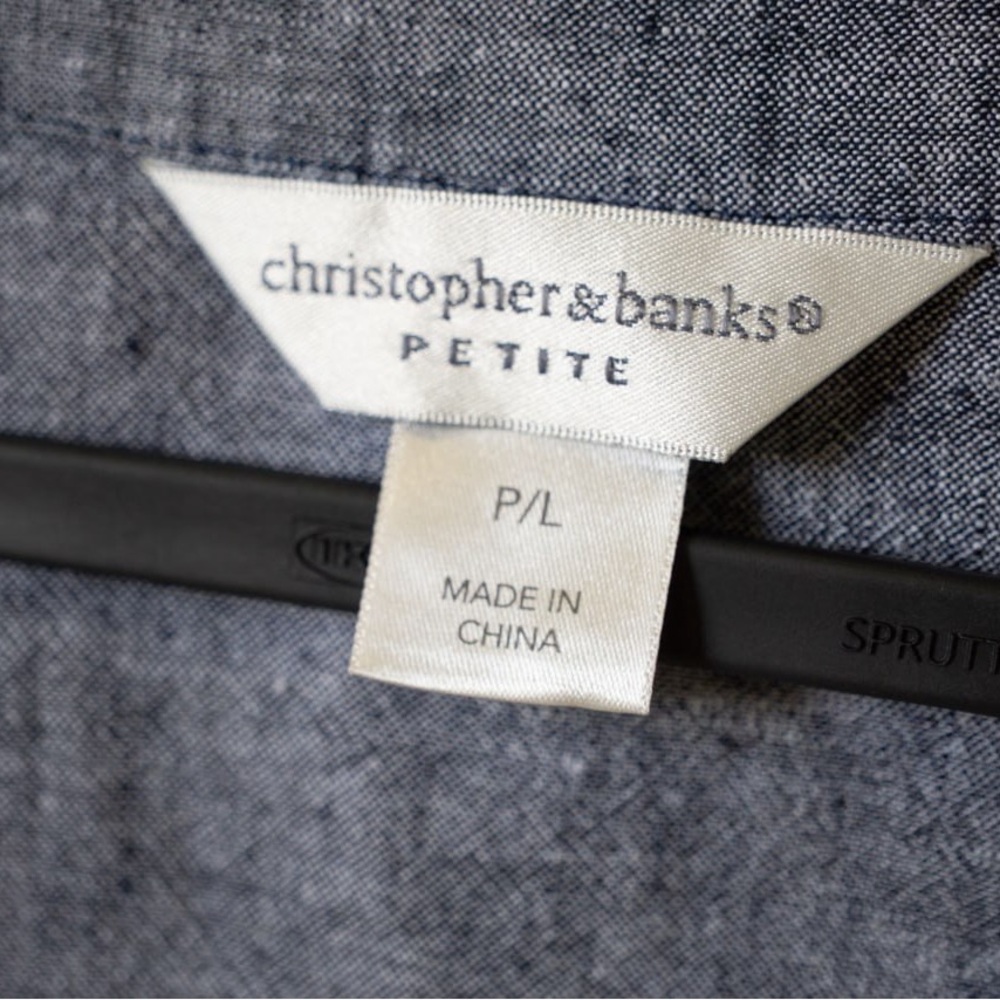 christopher&banks®
PETITE
P/L
MADE IN
CHINA
SPRUTT